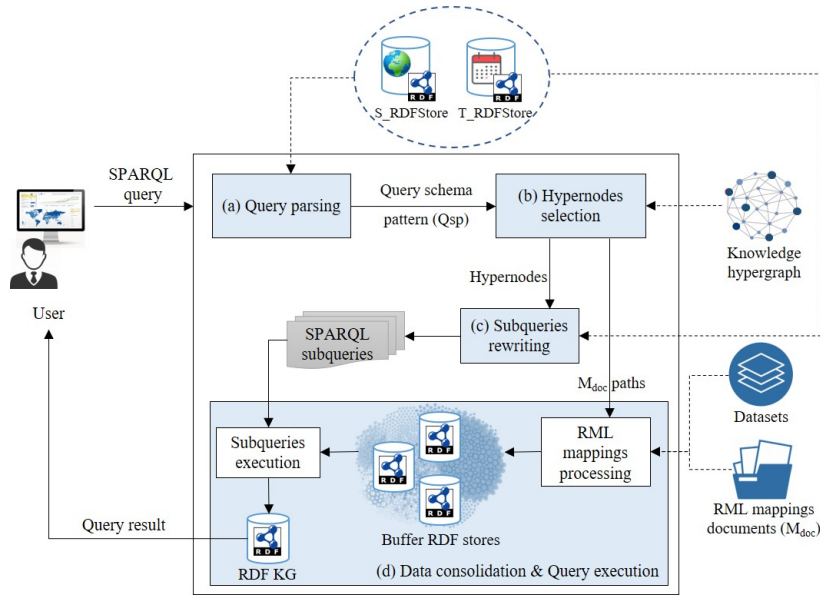 RDF
RDF
S_RDFStore
T_RDFStore
SPARQL
query
(a) Query parsing
Query schema
pattern (Qsp)
(b) Hypernodes
selection
Knowledge
hypergraph
User
Hypernodes
SPARQL
subqueries
(c) Subqueries
rewriting
Mdoc paths
Datasets
Subqueries
execution
RDF
RDF
RDF
RML
mappings
processing
RML mappings
documents (Mdoc)
Query result
RDF
Buffer RDF stores
RDF KG
(d) Data consolidation & Query execution